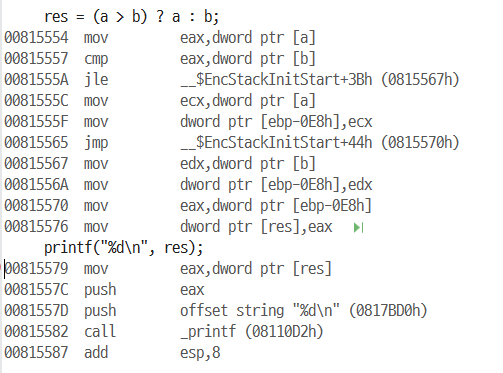 res = (a > b) ? a : b;
00815554 mov eax,dword ptr [a]
00815557 cmp eax,dword ptr [b]
0081555A jle __$EncStackInitStart+3Bh (0815567h)
0081555C mov ecx,dword ptr [a]
0081555F mov dword ptr [ebp-0E8h],ecx
00815565 jmp __$EncStackInitStart+44h (0815570h)
00815567 mov edx,dword ptr [b]
0081556A mov dword ptr [ebp-0E8h],edx
00815570 mov eax,dword ptr [ebp-0E8h]
00815576 mov dword ptr [res],eax
printf("%d\n", res);
00815579 mov eax,dword ptr [res]
0081557C push eax
0081557D push offset string "%d\n" (0817BD0h)
00815582 call _printf (08110D2h)
00815587 add esp,8